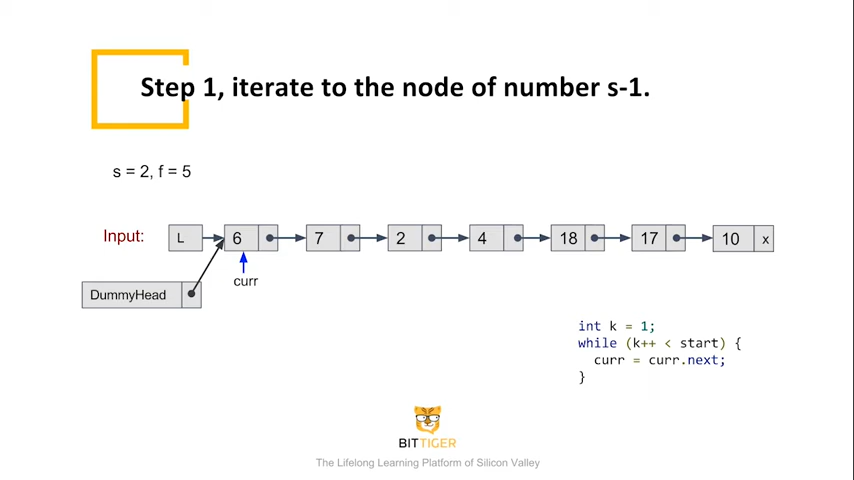 Step 1, iterate to the node of number s-1.
s = 2, f = 5
Input: L 6 7 2 4 18 17 10 x
curr
DummyHead
int k = 1;
while (k++ < start) {
curr = curr.next;
}
BITTIGER
The Lifelong Learning Platform of Silicon Valley